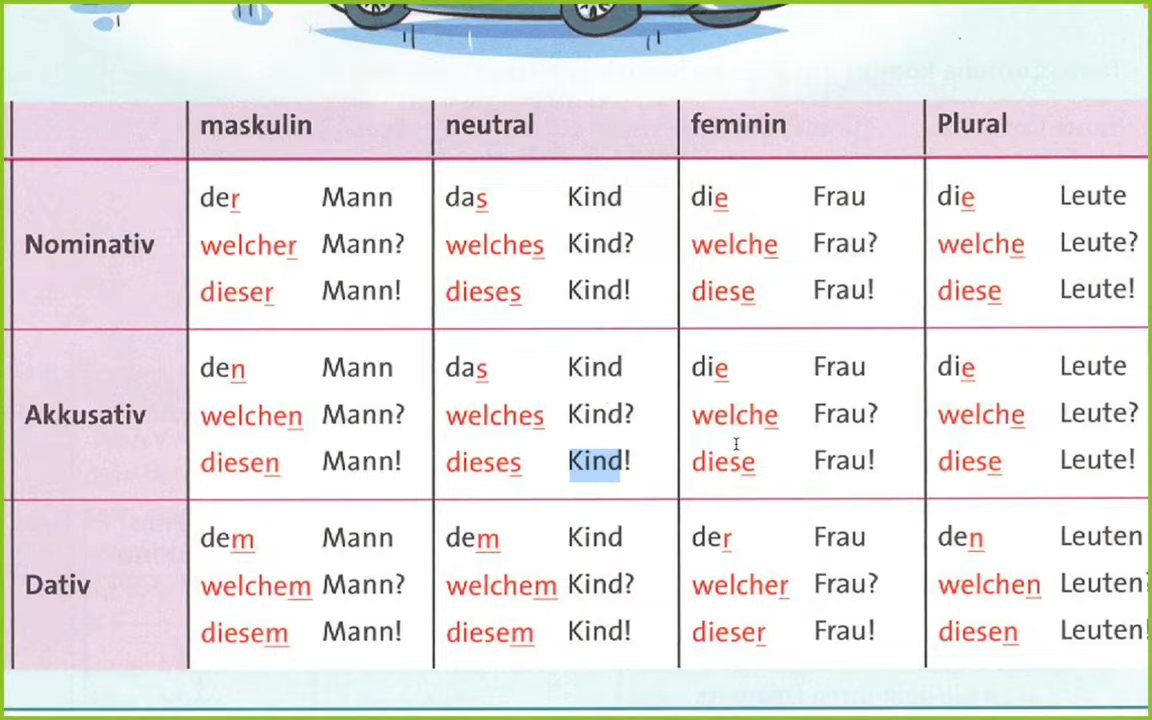 maskulin neutral feminin Plural
der Mann das Kind die Frau die Leute
Nominativ welcher Mann? welches Kind? welche Frau? welche Leute?
dieser Mann! dieses Kind! diese Frau! diese Leute!
den Mann das Kind die Frau die Leute
Akkusativ welchen Mann? welches Kind? welche Frau? welche Leute?
diesen Mann! dieses Kind! diese Frau! diese Leute!
dem Mann dem Kind der Frau den Leuten
Dativ welchem Mann? welchem Kind? welcher Frau? welchen Leuten?
diesem Mann! diesem Kind! dieser Frau! diesen Leuten!